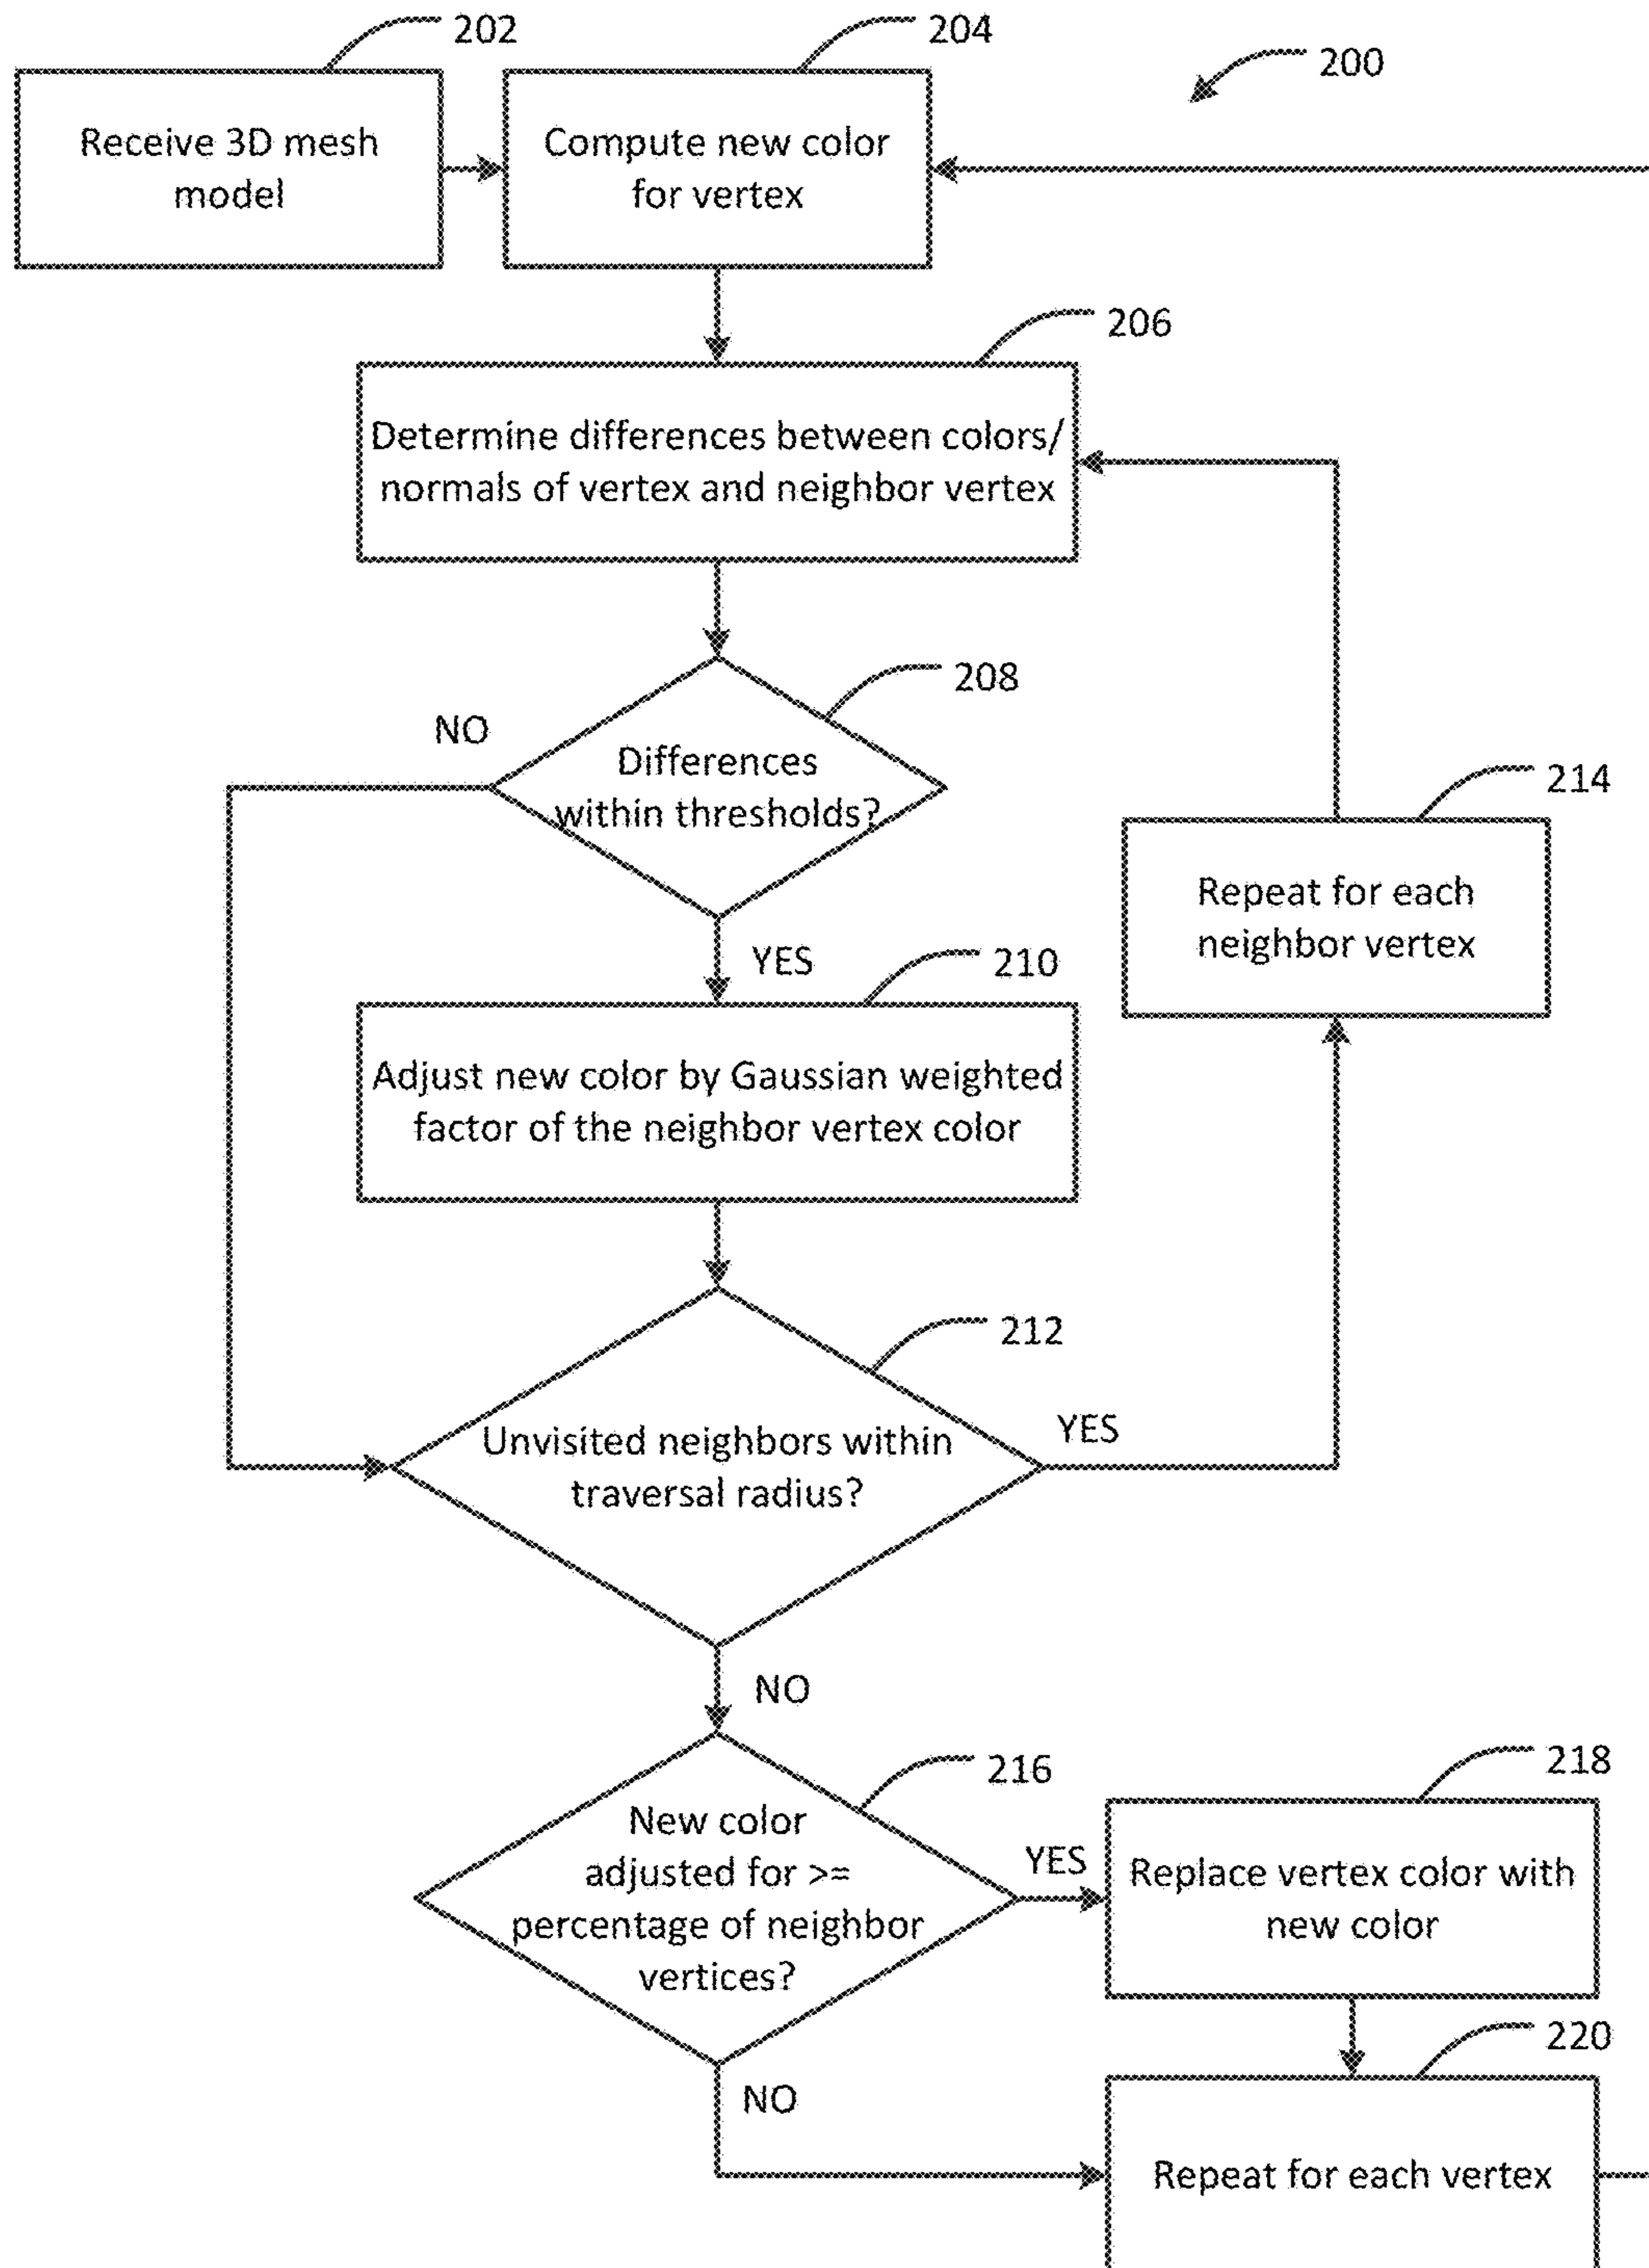 202
204
200
Receive 3D mesh
model
Compute new color
for vertex
206
Determine differences between colors/
normals of vertex and neighbor vertex
208
NO
Differences
within thresholds?
214
Repeat for each
neighbor vertex
YES
210
Adjust new color by Gaussian weighted
factor of the neighbor vertex color
212
Unvisited neighbors within
traversal radius?
YES
NO
216
218
New color
adjusted for >=
percentage of neighbor
vertices?
YES
Replace vertex color with
new color
220
NO
Repeat for each vertex